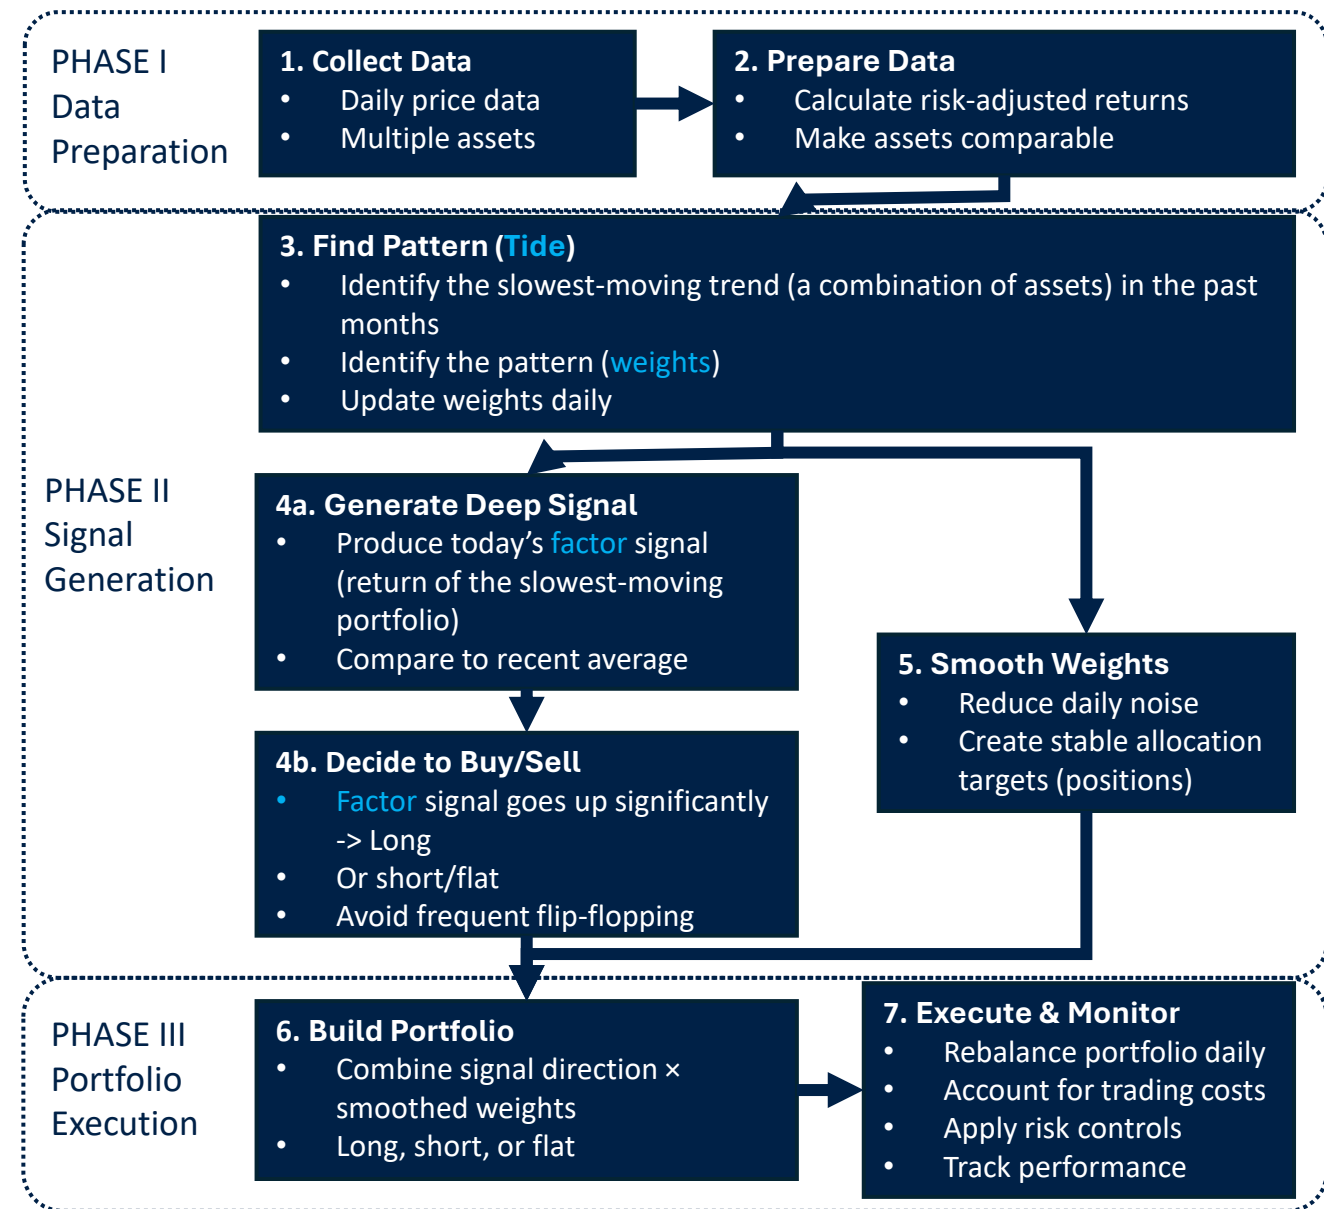 PHASE I
Data
Preparation
1. Collect Data
• Daily price data
• Multiple assets
2. Prepare Data
• Calculate risk-adjusted returns
• Make assets comparable
PHASE II
Signal
Generation
3. Find Pattern (Tide)
• Identify the slowest-moving trend (a combination of assets) in the past
months
• Identify the pattern (weights)
• Update weights daily
4a. Generate Deep Signal
• Produce today's factor signal
(return of the slowest-moving
portfolio)
• Compare to recent average
4b. Decide to Buy/Sell
• Factor signal goes up significantly
-> Long
• Or short/flat
• Avoid frequent flip-flopping
5. Smooth Weights
• Reduce daily noise
• Create stable allocation
targets (positions)
PHASE III
Portfolio
Execution
6. Build Portfolio
• Combine signal direction ×
smoothed weights
• Long, short, or flat
7. Execute & Monitor
• Rebalance portfolio daily
• Account for trading costs
• Apply risk controls
• Track performance